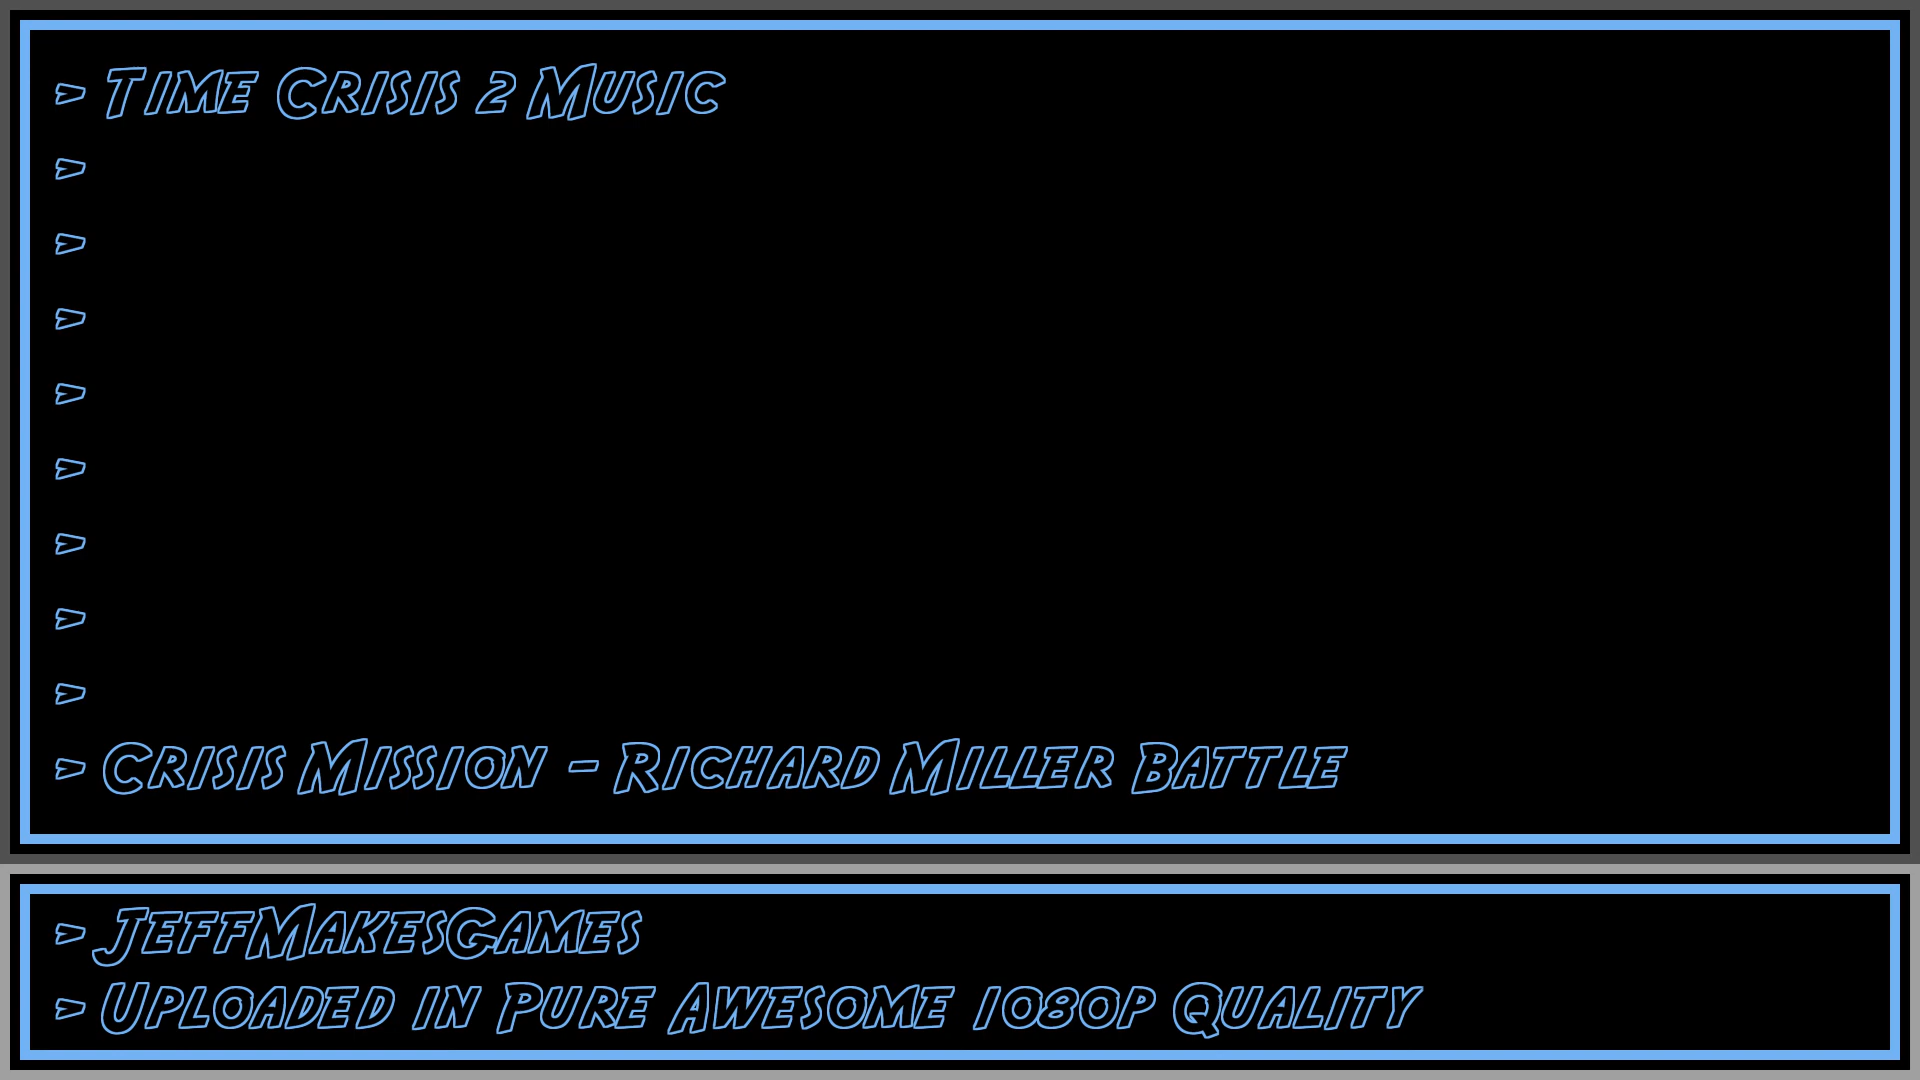 > Time Crisis 2 Music
>
>
>
>
>
>
>
>
> Crisis Mission - Richard Miller Battle
> JeffMakesGames
> Uploaded in Pure Awesome 1080p Quality